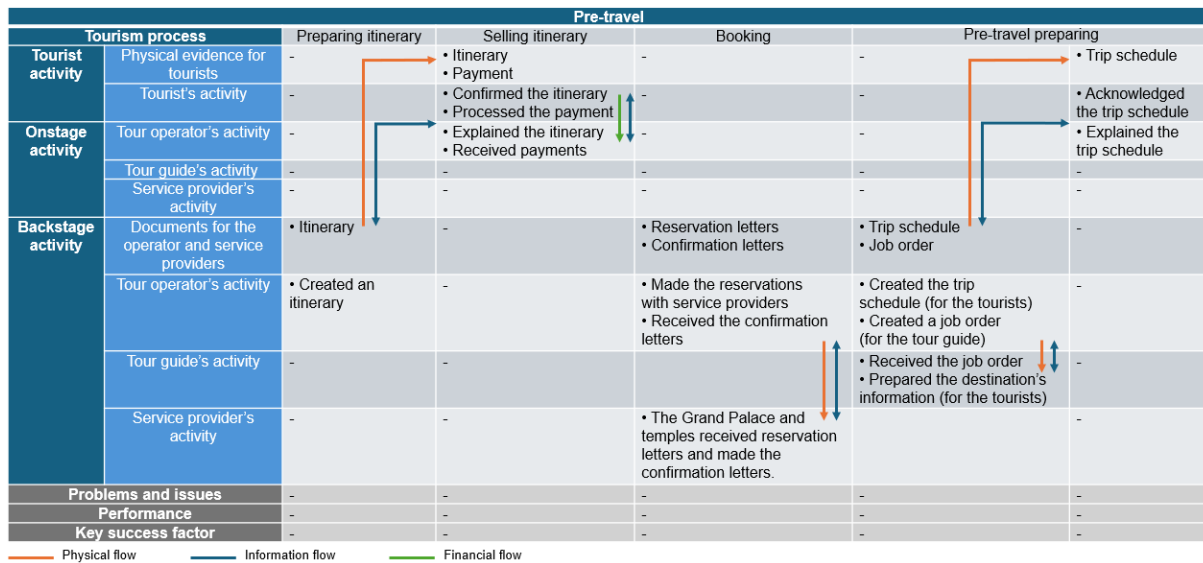 Pre-travel
Tourism process
Preparing itinerary
Selling itinerary
Booking
Pre-travel preparing
Tourist
activity
Physical evidence for
tourists
-
• Itinerary
• Payment
-
-
• Trip schedule
Tourist's activity
-
• Confirmed the itinerary
• Processed the payment
-
-
• Acknowledged
the trip schedule
Onstage
activity
Tour operator's activity
-
• Explained the itinerary
• Received payments
-
-
• Explained the
trip schedule
Tour guide's activity
-
-
-
-
-
Service provider's
activity
-
-
-
-
-
Backstage
activity
Documents for the
operator and service
providers
• Itinerary
-
• Reservation letters
• Confirmation letters
• Trip schedule
• Job order
-
Tour operator's activity
• Created an
itinerary
-
• Made the reservations
with service providers
• Received the confirmation
letters
• Created the trip
schedule (for the tourists)
• Created a job order
(for the tour guide)
-
Tour guide's activity
-
-
-
• Received the job order
• Prepared the destination's
information (for the tourists)
-
Service provider's
activity
-
-
• The Grand Palace and
temples received reservation
letters and made the
confirmation letters.
-
-
Problems and issues
-
-
-
-
-
Performance
-
-
-
-
-
Key success factor
-
-
-
-
-
Physical flow
Information flow
Financial flow